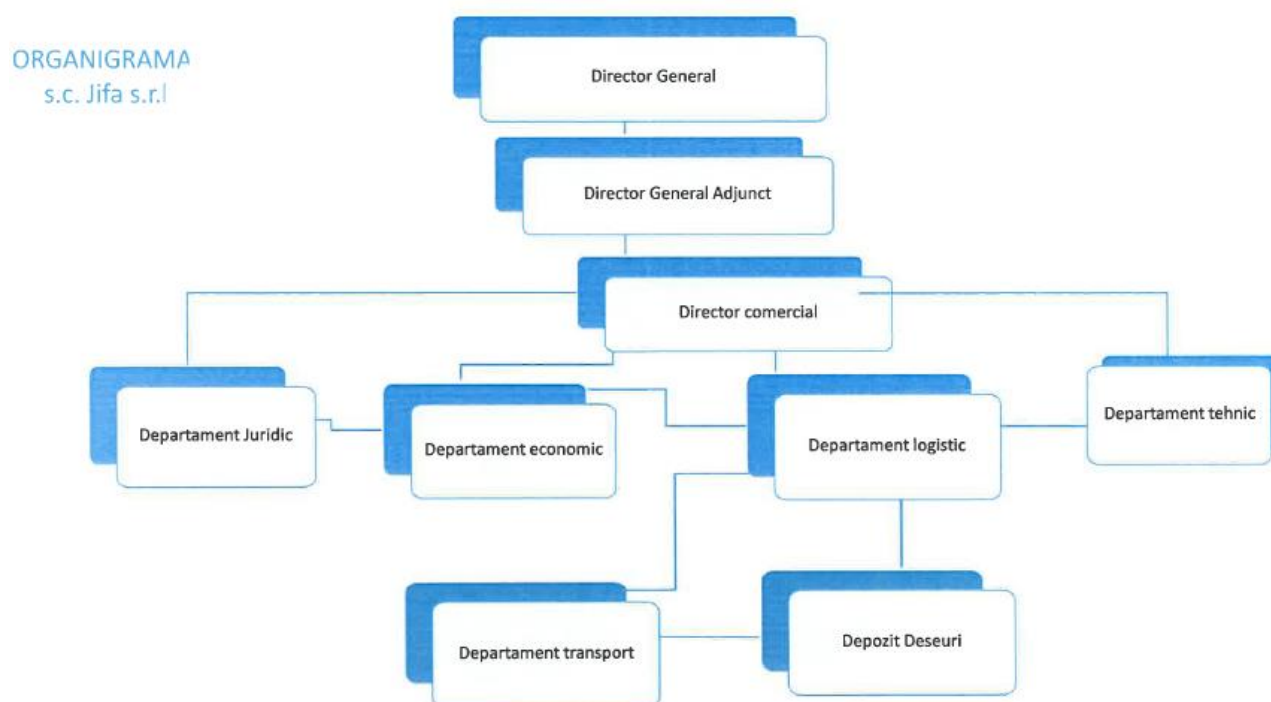 ORGANIGRAMA
s.c. Jifa s.r.l
Director General
Director General Adjunct
Director comercial
Departament Juridic
Departament economic
Departament logistic
Departament tehnic
Departament transport
Depozit Deseuri